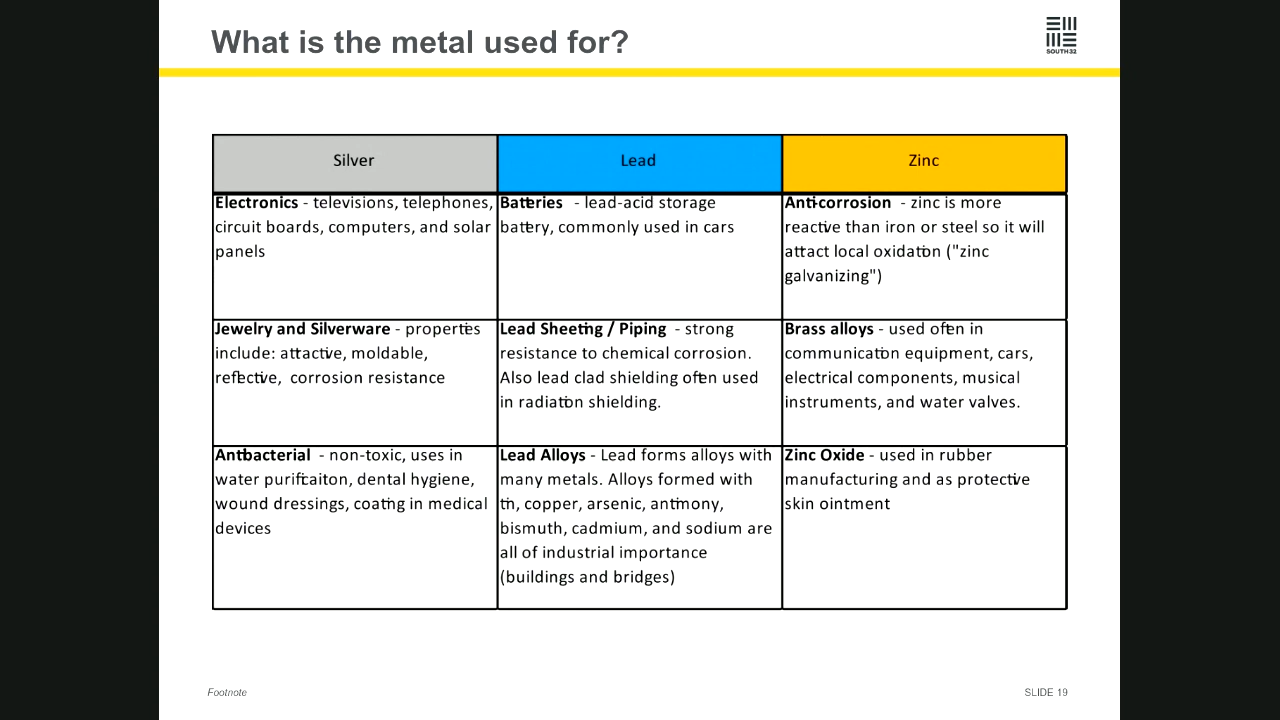 What is the metal used for?
SOUTH32
Silver
Lead
Zinc
Electronics - televisions, telephones,
circuit boards, computers, and solar
panels
Batteries - lead-acid storage
battery, commonly used in cars
Anti-corrosion - zinc is more
reactive than iron or steel so it will
attact local oxidation ("zinc
galvanizing")
Jewelry and Silverware - properties
include: attactive, moldable,
reflective, corrosion resistance
Lead Sheeting / Piping - strong
resistance to chemical corrosion.
Also lead clad shielding often used
in radiation shielding.
Brass alloys - used often in
communication equipment, cars,
electrical components, musical
instruments, and water valves.
Antibacterial - non-toxic, uses in
water purificaiton, dental hygiene,
wound dressings, coating in medical
devices
Lead Alloys - Lead forms alloys with
many metals. Alloys formed with
tin, copper, arsenic, antimony,
bismuth, cadmium, and sodium are
all of industrial importance
(buildings and bridges)
Zinc Oxide - used in rubber
manufacturing and as protective
skin ointment
Footnote
SLIDE 19